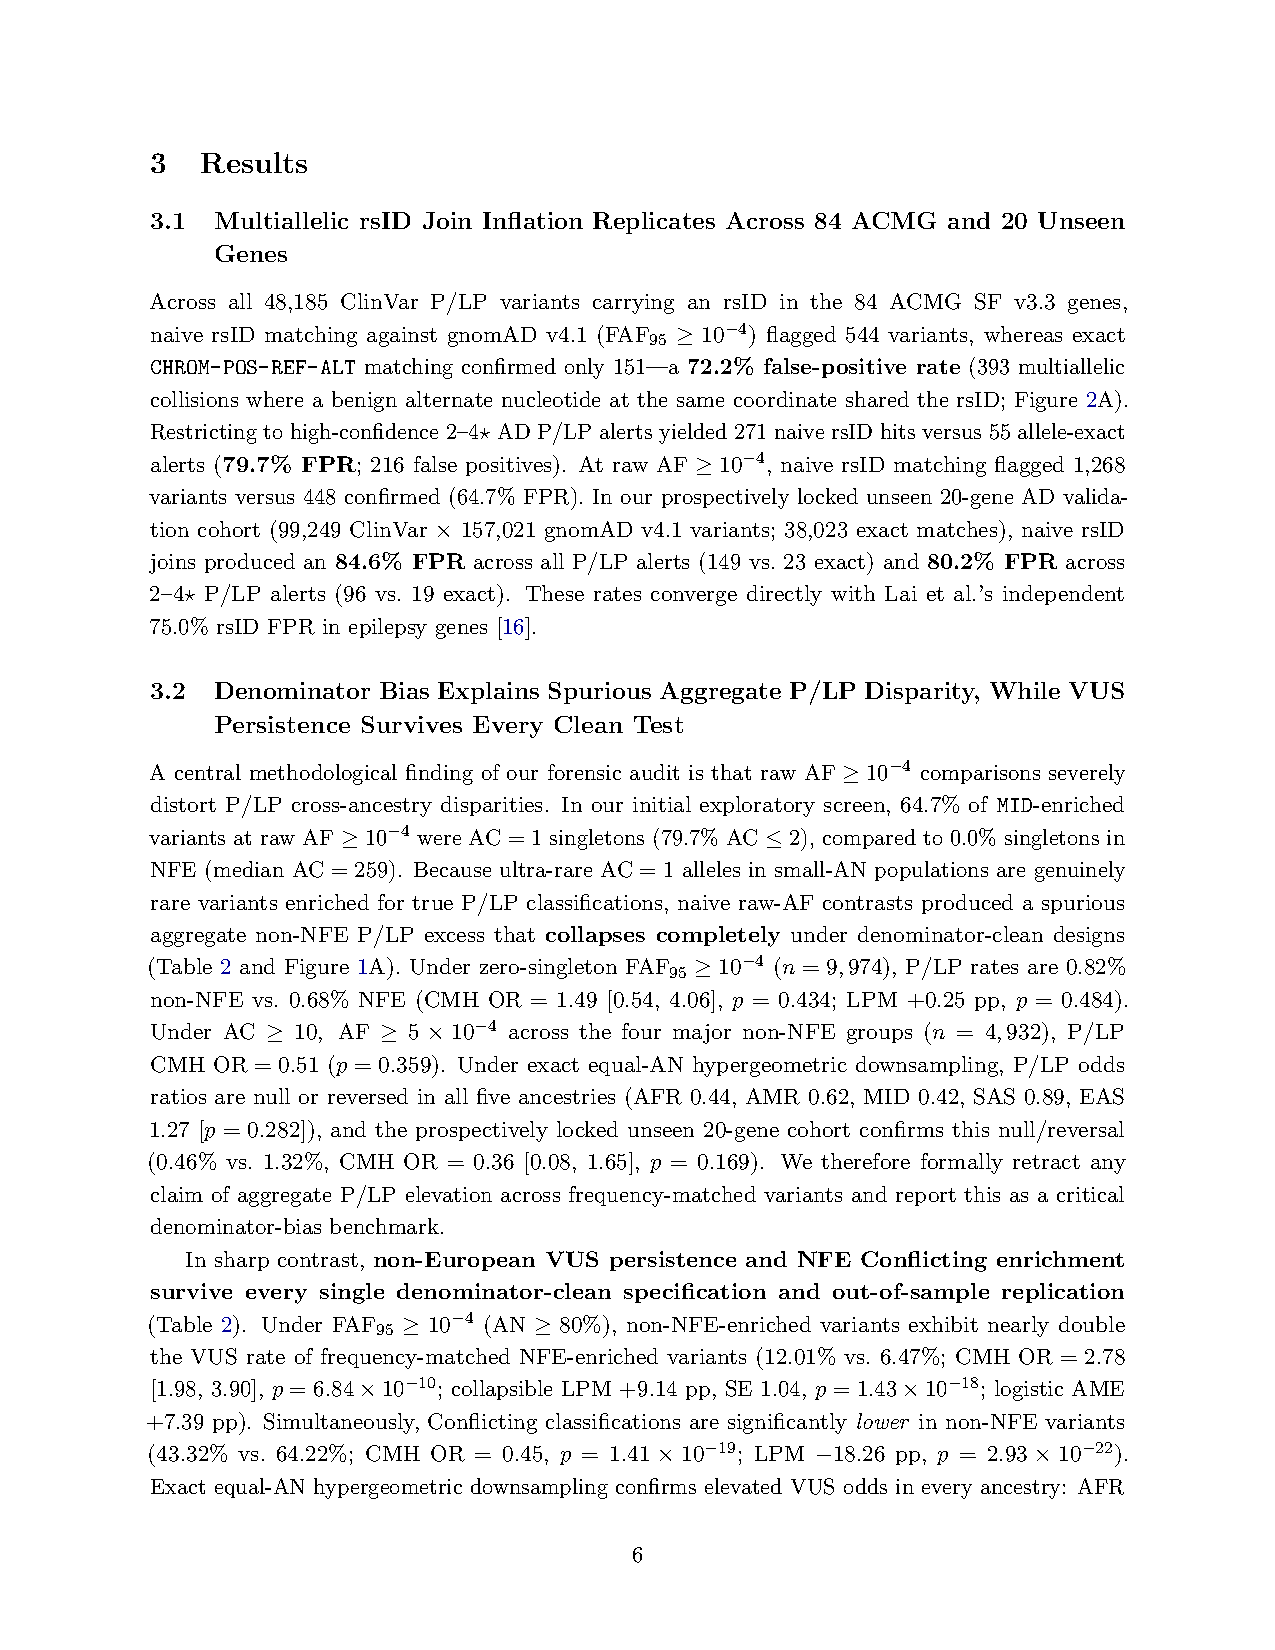 3 Results
3.1 Multiallelic rsID Join Inflation Replicates Across 84 ACMG and 20 Unseen
Genes
Across all 48,185 ClinVar P/LP variants carrying an rsID in the 84 ACMG SF v3.3 genes,
naive rsID matching against gnomAD v4.1 (FAF₉₅ ≥ 10⁻⁴) flagged 544 variants, whereas exact
CHROM-POS-REF-ALT matching confirmed only 151—a 72.2% false-positive rate (393 multiallelic
collisions where a benign alternate nucleotide at the same coordinate shared the rsID; Figure 2A).
Restricting to high-confidence 2–4⋆ AD P/LP alerts yielded 271 naive rsID hits versus 55 allele-exact
alerts (79.7% FPR; 216 false positives). At raw AF ≥ 10⁻⁴, naive rsID matching flagged 1,268
variants versus 448 confirmed (64.7% FPR). In our prospectively locked unseen 20-gene AD valida-
tion cohort (99,249 ClinVar × 157,021 gnomAD v4.1 variants; 38,023 exact matches), naive rsID
joins produced an 84.6% FPR across all P/LP alerts (149 vs. 23 exact) and 80.2% FPR across
2–4⋆ P/LP alerts (96 vs. 19 exact). These rates converge directly with Lai et al.'s independent
75.0% rsID FPR in epilepsy genes [16].
3.2 Denominator Bias Explains Spurious Aggregate P/LP Disparity, While VUS
Persistence Survives Every Clean Test
A central methodological finding of our forensic audit is that raw AF ≥ 10⁻⁴ comparisons severely
distort P/LP cross-ancestry disparities. In our initial exploratory screen, 64.7% of MID-enriched
variants at raw AF ≥ 10⁻⁴ were AC = 1 singletons (79.7% AC ≤ 2), compared to 0.0% singletons in
NFE (median AC = 259). Because ultra-rare AC = 1 alleles in small-AN populations are genuinely
rare variants enriched for true P/LP classifications, naive raw-AF contrasts produced a spurious
aggregate non-NFE P/LP excess that collapses completely under denominator-clean designs
(Table 2 and Figure 1A). Under zero-singleton FAF₉₅ ≥ 10⁻⁴ (n = 9,974), P/LP rates are 0.82%
non-NFE vs. 0.68% NFE (CMH OR = 1.49 [0.54, 4.06], p = 0.434; LPM +0.25 pp, p = 0.484).
Under AC ≥ 10, AF ≥ 5 × 10⁻⁴ across the four major non-NFE groups (n = 4,932), P/LP
CMH OR = 0.51 (p = 0.359). Under exact equal-AN hypergeometric downsampling, P/LP odds
ratios are null or reversed in all five ancestries (AFR 0.44, AMR 0.62, MID 0.42, SAS 0.89, EAS
1.27 [p = 0.282]), and the prospectively locked unseen 20-gene cohort confirms this null/reversal
(0.46% vs. 1.32%, CMH OR = 0.36 [0.08, 1.65], p = 0.169). We therefore formally retract any
claim of aggregate P/LP elevation across frequency-matched variants and report this as a critical
denominator-bias benchmark.
In sharp contrast, non-European VUS persistence and NFE Conflicting enrichment
survive every single denominator-clean specification and out-of-sample replication
(Table 2). Under FAF₉₅ ≥ 10⁻⁴ (AN ≥ 80%), non-NFE-enriched variants exhibit nearly double
the VUS rate of frequency-matched NFE-enriched variants (12.01% vs. 6.47%; CMH OR = 2.78
[1.98, 3.90], p = 6.84 × 10⁻¹⁰; collapsible LPM +9.14 pp, SE 1.04, p = 1.43 × 10⁻¹⁸; logistic AME
+7.39 pp). Simultaneously, Conflicting classifications are significantly lower in non-NFE variants
(43.32% vs. 64.22%; CMH OR = 0.45, p = 1.41 × 10⁻¹⁹; LPM −18.26 pp, p = 2.93 × 10⁻²²).
Exact equal-AN hypergeometric downsampling confirms elevated VUS odds in every ancestry: AFR
6